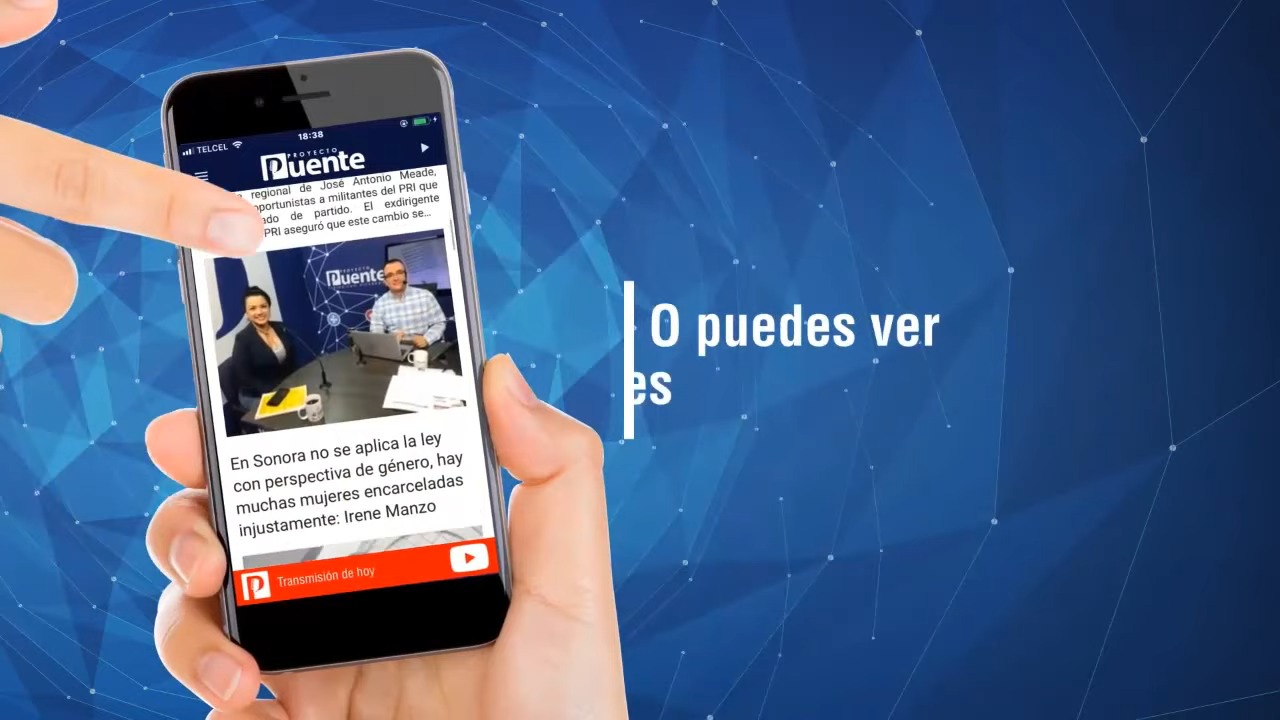 TELCEL
18:38
PROYECTO
Puente
regional de José Antonio Meade,
oportunistas a militantes del PRI que
ado de partido. El exdirigente
PRI aseguró que este cambio se...
PROYECTO
Puente
En Sonora no se aplica la ley
con perspectiva de género, hay
muchas mujeres encarceladas
injustamente: Irene Manzo
Transmisión de hoy
O puedes ver
es